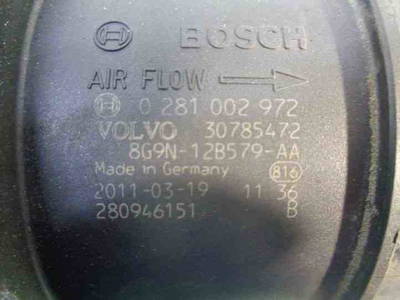 BOSCH
AIR FLOW
0 281 002 972
VOLVO 30785472
8G9N-12B579-AA
Made in Germany 816
2011-03-19 11 36
280946151 B